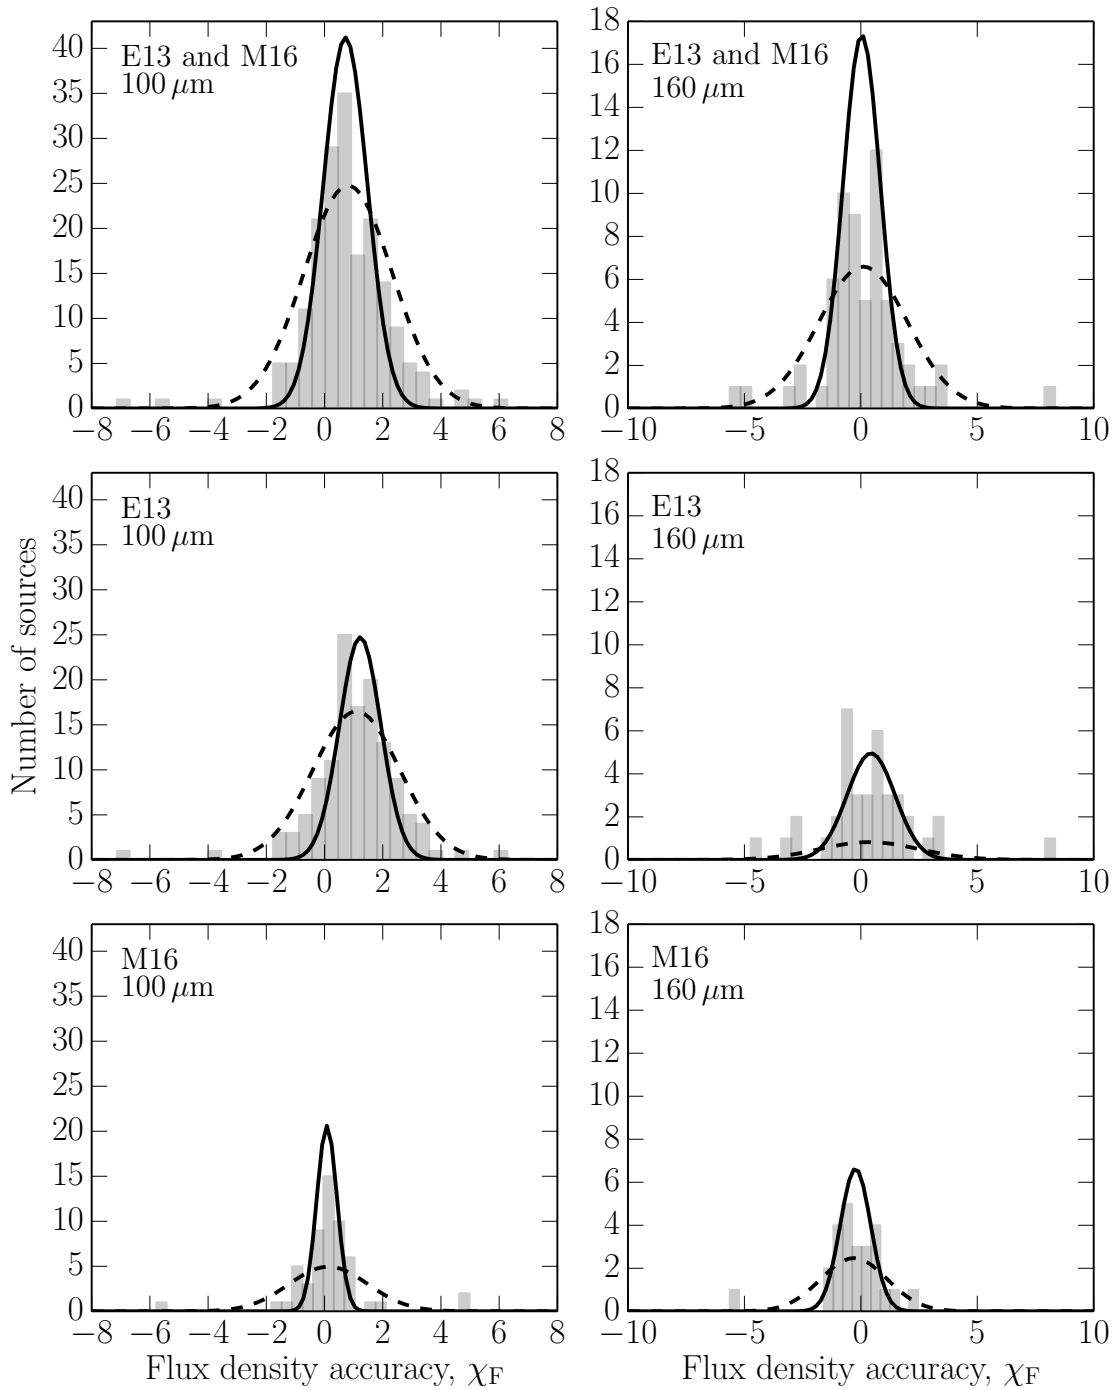 E13 and M16
100 μm
0
5
10
15
20
25
30
35
40
−8 −6 −4 −2 0 2 4 6 8
E13 and M16
160 μm
0
2
4
6
8
10
12
14
16
18
−10 −5 0 5 10
Number of sources
E13
100 μm
0
5
10
15
20
25
30
35
40
−8 −6 −4 −2 0 2 4 6 8
E13
160 μm
0
2
4
6
8
10
12
14
16
18
−10 −5 0 5 10
M16
100 μm
0
5
10
15
20
25
30
35
40
−8 −6 −4 −2 0 2 4 6 8
Flux density accuracy, χF
M16
160 μm
0
2
4
6
8
10
12
14
16
18
−10 −5 0 5 10
Flux density accuracy, χF